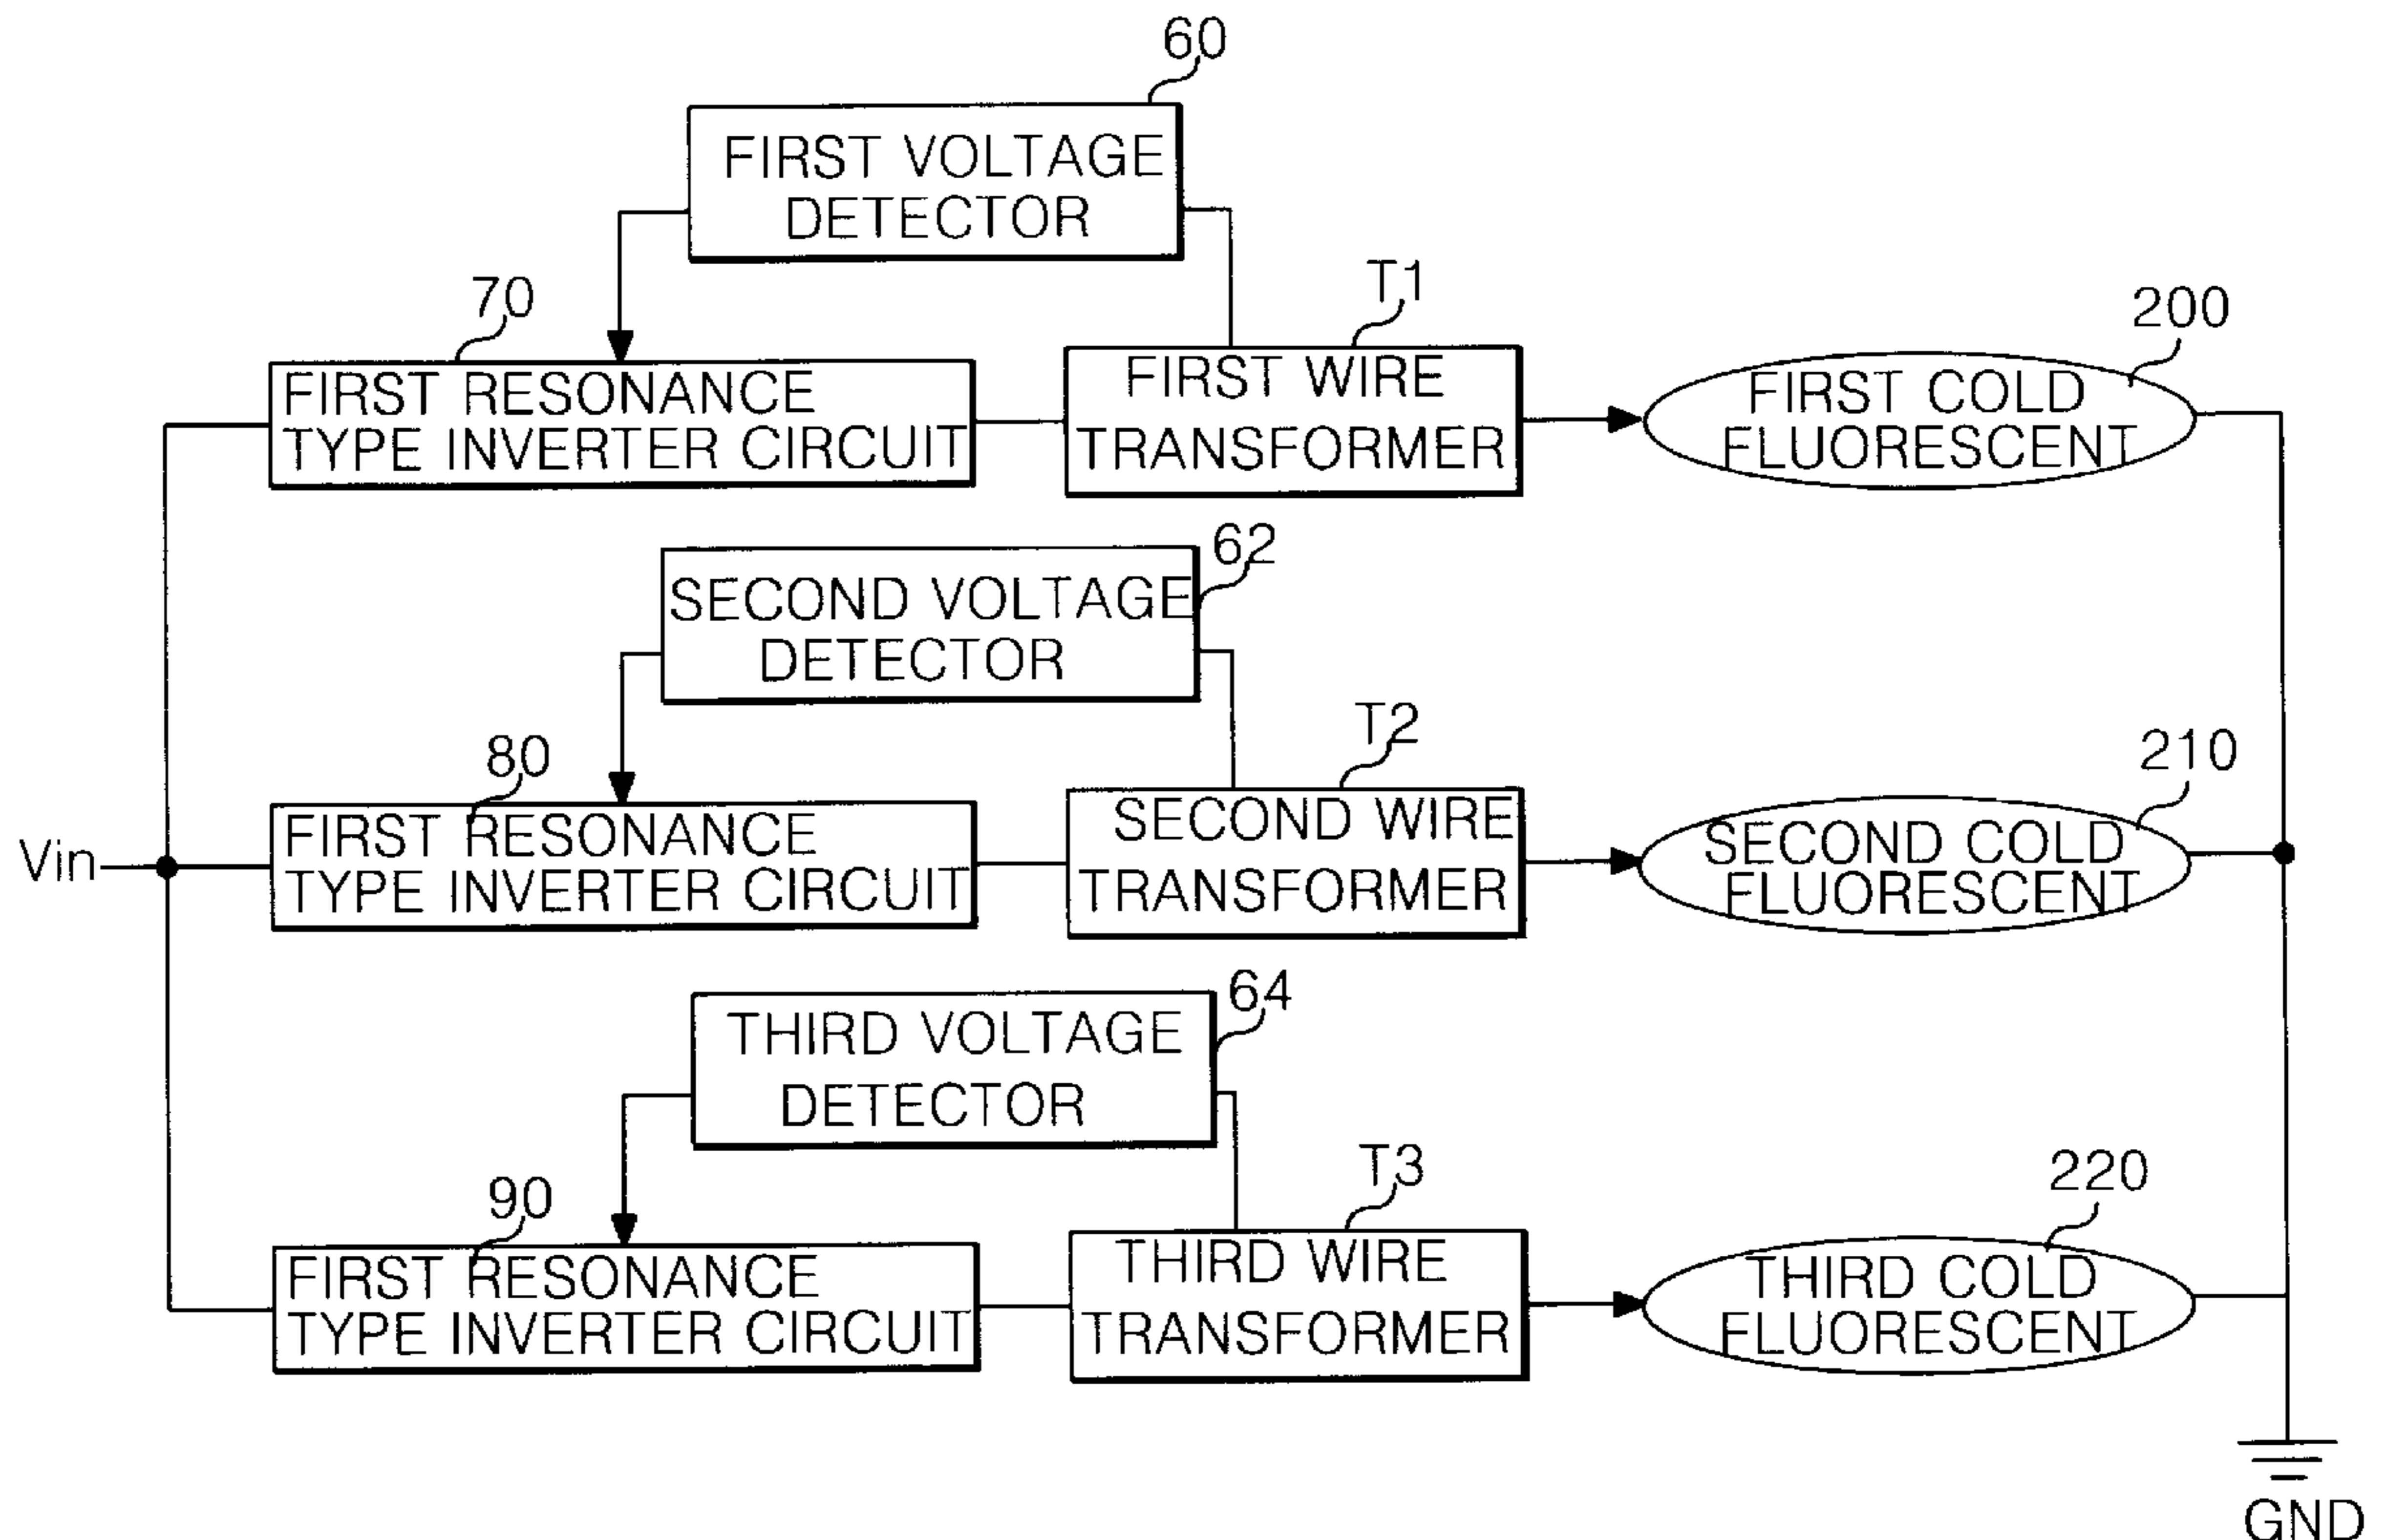 60
FIRST VOLTAGE
DETECTOR
70
T1
200
FIRST RESONANCE
TYPE INVERTER CIRCUIT
FIRST WIRE
TRANSFORMER
FIRST COLD
FLUORESCENT
62
SECOND VOLTAGE
DETECTOR
80
T2
210
Vin
FIRST RESONANCE
TYPE INVERTER CIRCUIT
SECOND WIRE
TRANSFORMER
SECOND COLD
FLUORESCENT
64
THIRD VOLTAGE
DETECTOR
90
T3
220
FIRST RESONANCE
TYPE INVERTER CIRCUIT
THIRD WIRE
TRANSFORMER
THIRD COLD
FLUORESCENT
GND